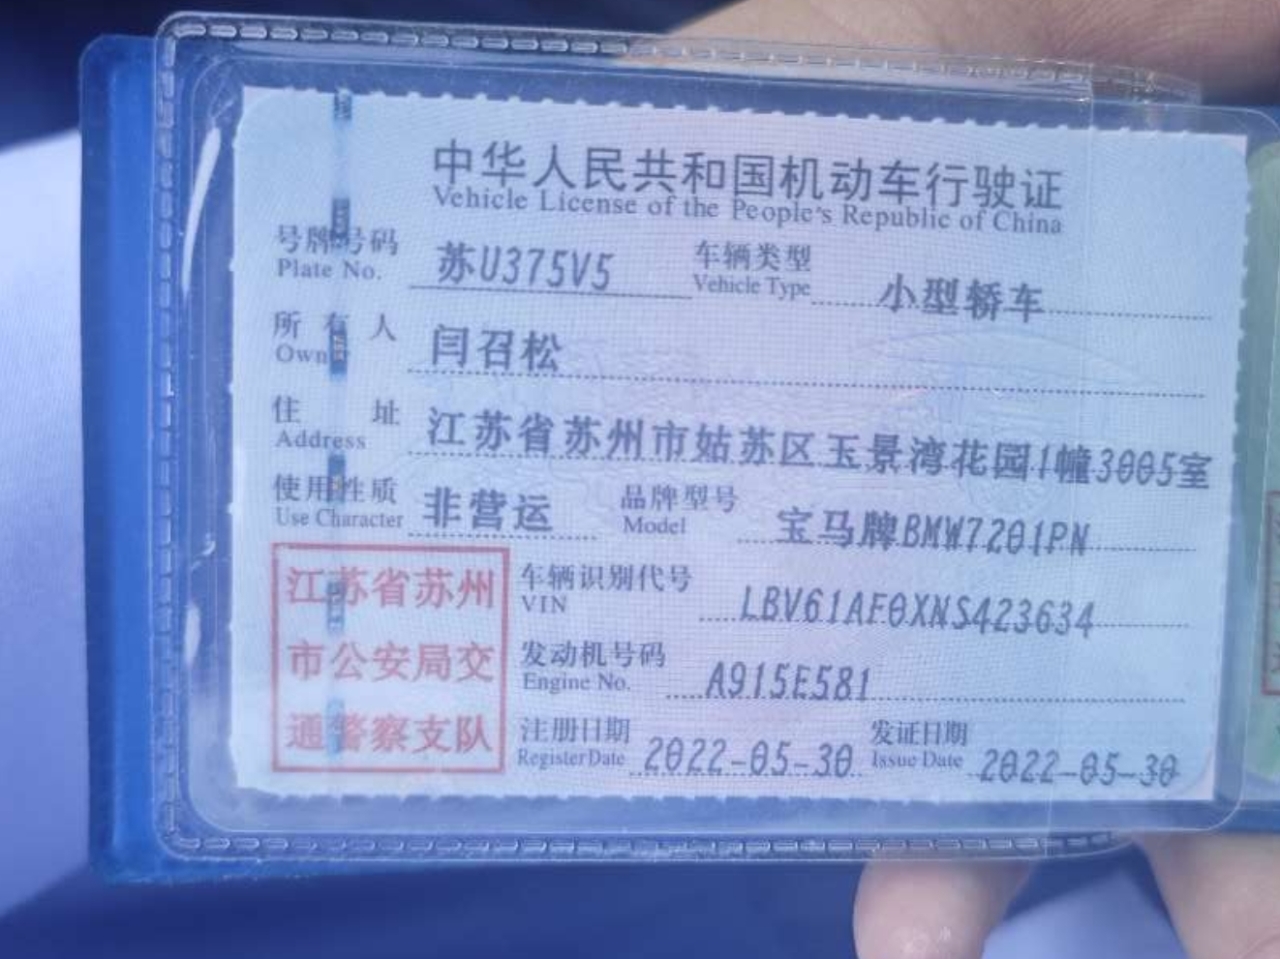 中华人民共和国机动车行驶证
Vehicle License of the People's Republic of China
号牌号码 苏U375V5 车辆类型 小型轿车
Plate No. Vehicle Type
所有人 闫召松
Owner
住址 江苏省苏州市姑苏区玉景湾花园1幢3005室
Address
使用性质 非营运 品牌型号 宝马牌BMW7201PN
Use Character Model
江苏省苏州
市公安局交
通警察支队
车辆识别代号 LBV61AF0XNS423634
VIN
发动机号码 A915E581
Engine No.
注册日期 2022-05-30 发证日期 2022-05-30
Register Date Issue Date